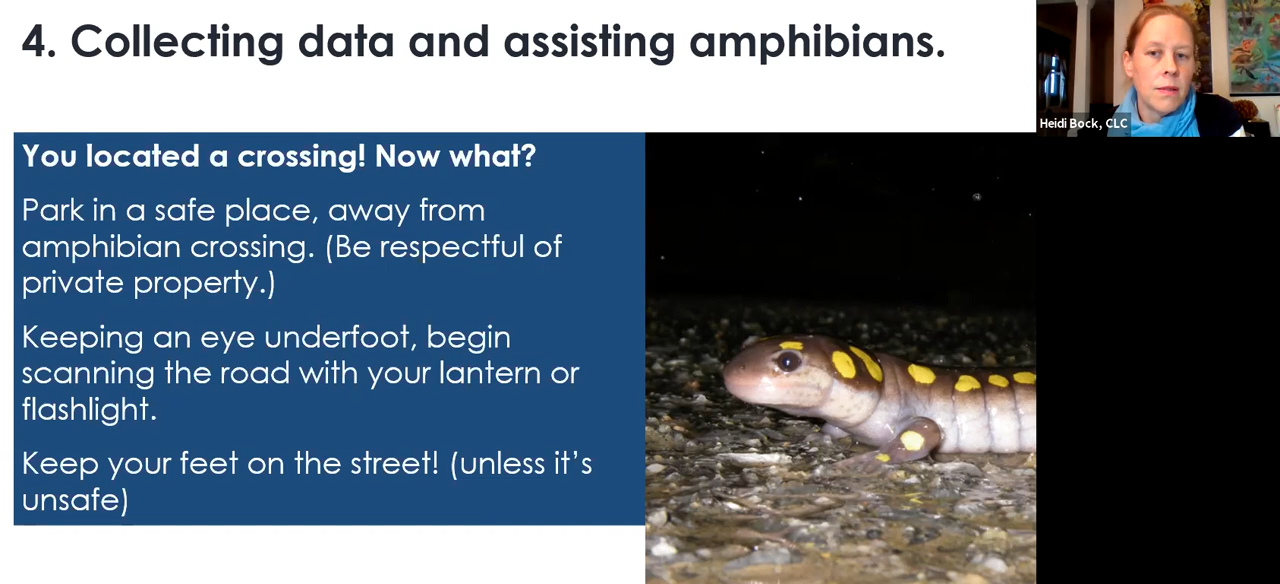 4. Collecting data and assisting amphibians.
Heidi Bock, CLC
You located a crossing! Now what?
Park in a safe place, away from
amphibian crossing. (Be respectful of
private property.)
Keeping an eye underfoot, begin
scanning the road with your lantern or
flashlight.
Keep your feet on the street! (unless it’s
unsafe)